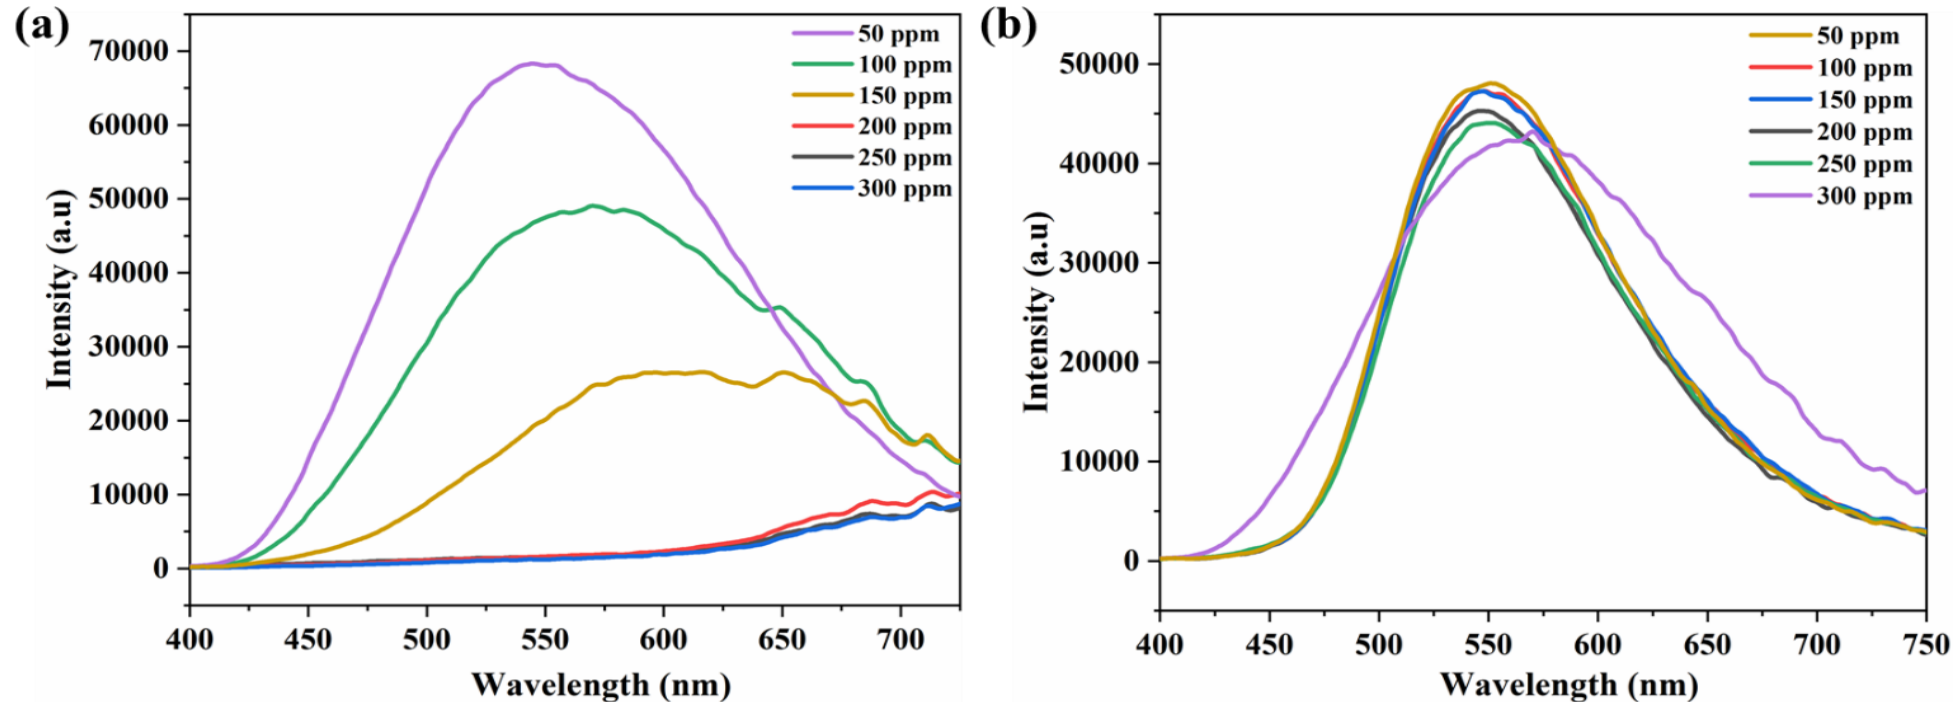 (a)
70000
60000
50000
40000
30000
20000
10000
0
Intensity (a.u)
50 ppm
100 ppm
150 ppm
200 ppm
250 ppm
300 ppm
400 450 500 550 600 650 700
Wavelength (nm)
(b)
50000
40000
30000
20000
10000
0
Intensity (a.u)
50 ppm
100 ppm
150 ppm
200 ppm
250 ppm
300 ppm
400 450 500 550 600 650 700 750
Wavelength (nm)